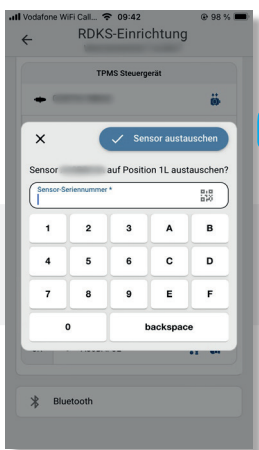 Vodafone WiFi Call... 09:42 98 %
RDKS-Einrichtung
TPMS Steuergerät
Sensor austauschen
Sensor auf Position 1L austauschen?
Sensor-Seriennummer *
1 2 3 A B
4 5 6 C D
7 8 9 E F
0 backspace
Bluetooth